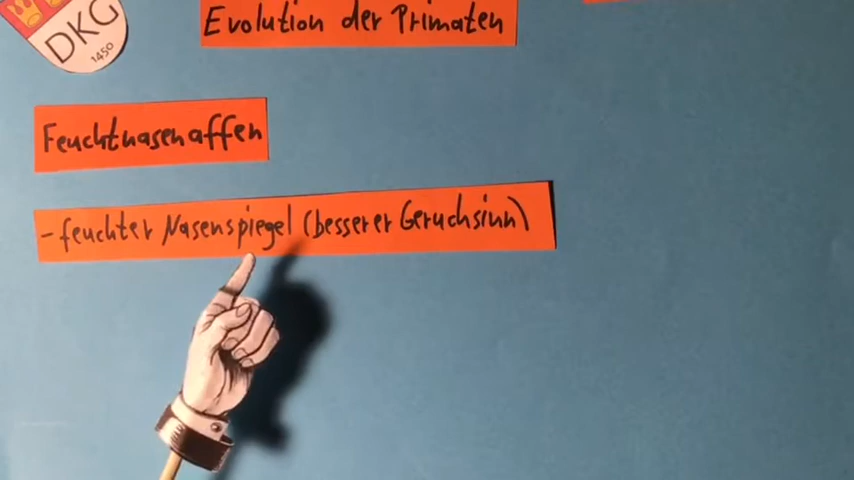 DKG
1450
Evolution der Primaten
Feuchtnasenaffen
- feuchter Nasenspiegel (besserer Geruchsinn)